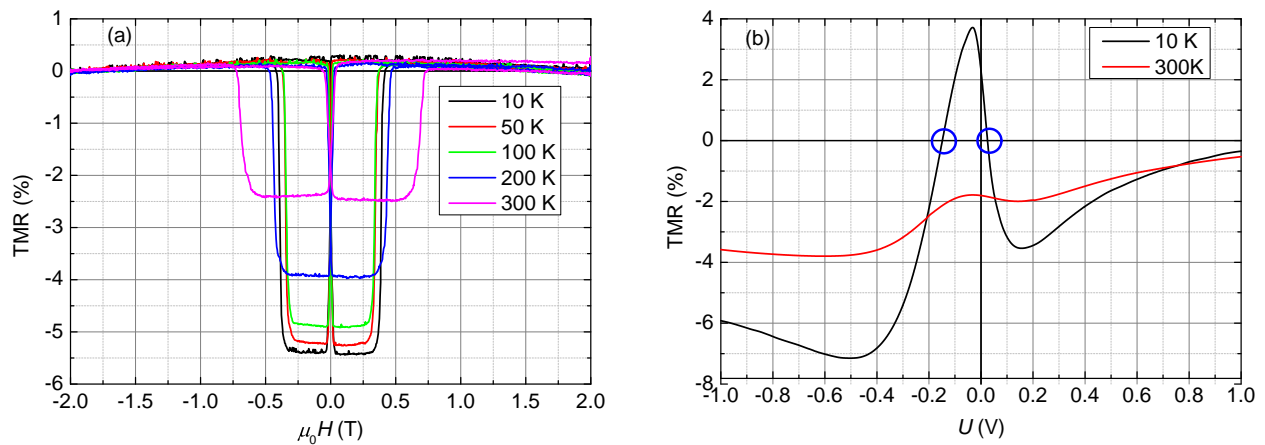 (a)
TMR (%)
1
0
-1
-2
-3
-4
-5
-6
10 K
50 K
100 K
200 K
300 K
-2.0 -1.5 -1.0 -0.5 0.0 0.5 1.0 1.5 2.0
μ0H (T)
(b)
TMR (%)
4
2
0
-2
-4
-6
-8
10 K
300K
-1.0 -0.8 -0.6 -0.4 -0.2 0.0 0.2 0.4 0.6 0.8 1.0
U (V)